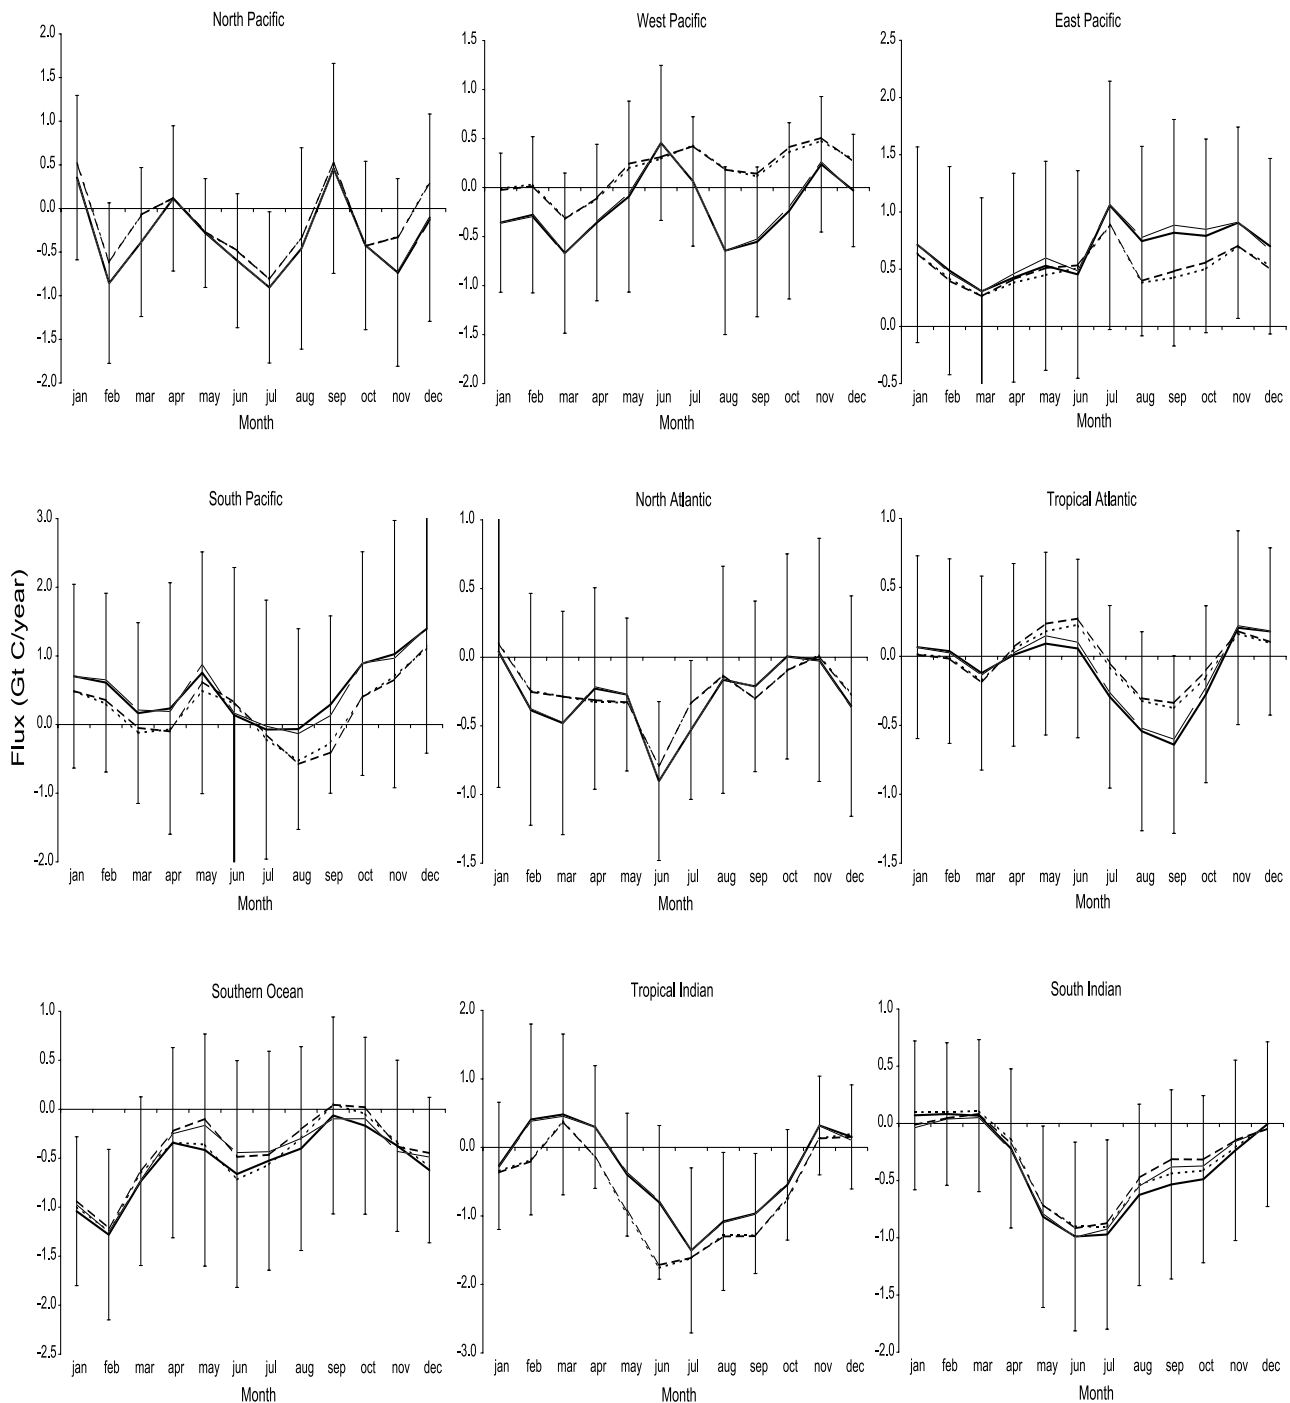 North Pacific
2.0
1.5
1.0
0.5
0.0
-0.5
-1.0
-1.5
-2.0
jan feb mar apr may jun jul aug sep oct nov dec
Month
West Pacific
1.5
1.0
0.5
0.0
-0.5
-1.0
-1.5
-2.0
jan feb mar apr may jun jul aug sep oct nov dec
Month
East Pacific
2.5
2.0
1.5
1.0
0.5
0.0
-0.5
jan feb mar apr may jun jul aug sep oct nov dec
Month
Flux (Gt C/year)
South Pacific
3.0
2.0
1.0
0.0
-1.0
-2.0
jan feb mar apr may jun jul aug sep oct nov dec
Month
North Atlantic
1.0
0.5
0.0
-0.5
-1.0
-1.5
jan feb mar apr may jun jul aug sep oct nov dec
Month
Tropical Atlantic
1.0
0.5
0.0
-0.5
-1.0
-1.5
jan feb mar apr may jun jul aug sep oct nov dec
Month
Southern Ocean
1.0
0.5
0.0
-0.5
-1.0
-1.5
-2.0
-2.5
jan feb mar apr may jun jul aug sep oct nov dec
Month
Tropical Indian
2.0
1.0
0.0
-1.0
-2.0
-3.0
jan feb mar apr may jun jul aug sep oct nov dec
Month
South Indian
1.0
0.5
0.0
-0.5
-1.0
-1.5
-2.0
jan feb mar apr may jun jul aug sep oct nov dec
Month